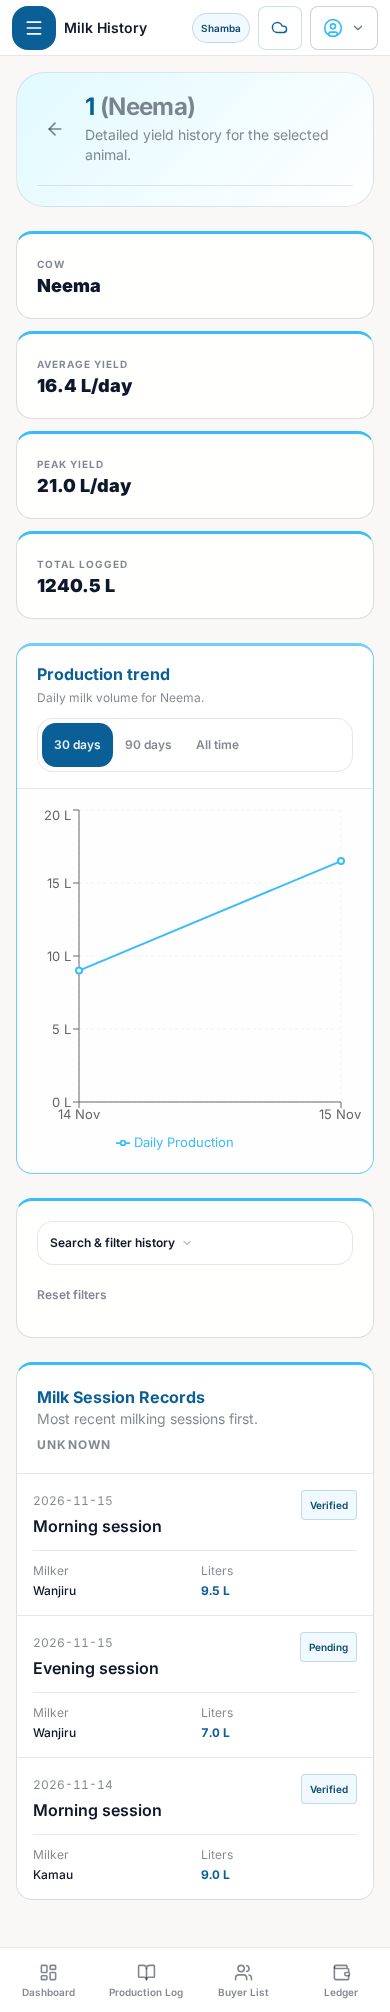 Milk History
Shamba
1 (Neema)
Detailed yield history for the selected
animal.
COW
Neema
AVERAGE YIELD
16.4 L/day
PEAK YIELD
21.0 L/day
TOTAL LOGGED
1240.5 L
Production trend
Daily milk volume for Neema.
30 days 90 days All time
20 L
15 L
10 L
5 L
0 L
14 Nov 15 Nov
Daily Production
Search & filter history
Reset filters
Milk Session Records
Most recent milking sessions first.
UNKNOWN
2026-11-15 Verified
Morning session
Milker Liters
Wanjiru 9.5 L
2026-11-15 Pending
Evening session
Milker Liters
Wanjiru 7.0 L
2026-11-14 Verified
Morning session
Milker Liters
Kamau 9.0 L
Dashboard Production Log Buyer List Ledger